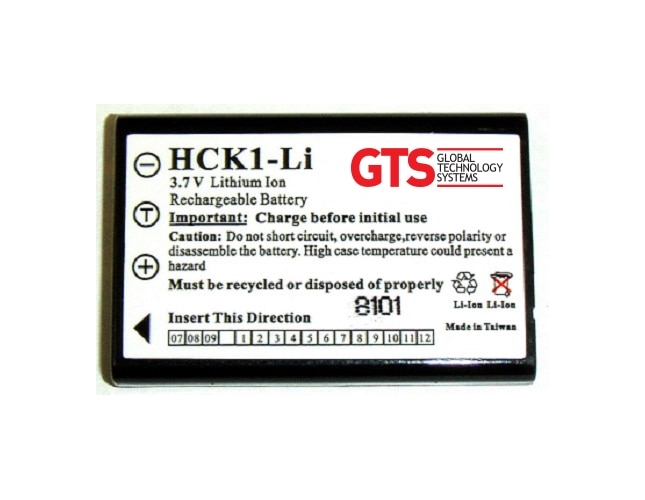 HCK1-Li
GTS GLOBAL TECHNOLOGY SYSTEMS
3.7 V Lithium Ion
Rechargeable Battery
T
Important: Charge before initial use
Caution: Do not short circuit, overcharge,reverse polarity or
disassemble the battery. High case temperature could present a
hazard
Must be recycled or disposed of properly
8101
Li-Ion Li-Ion
Insert This Direction
Made in Taiwan
07 08 09 1 2 3 4 5 6 7 8 9 10 11 12